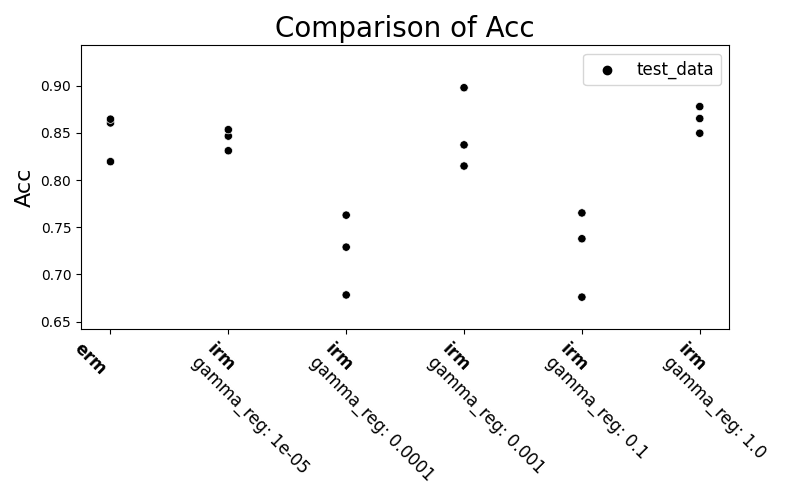 Comparison of Acc
test_data
Acc
0.90
0.85
0.80
0.75
0.70
0.65
erm
irm
gamma_reg: 1e-05
irm
gamma_reg: 0.0001
irm
gamma_reg: 0.001
irm
gamma_reg: 0.1
irm
gamma_reg: 1.0